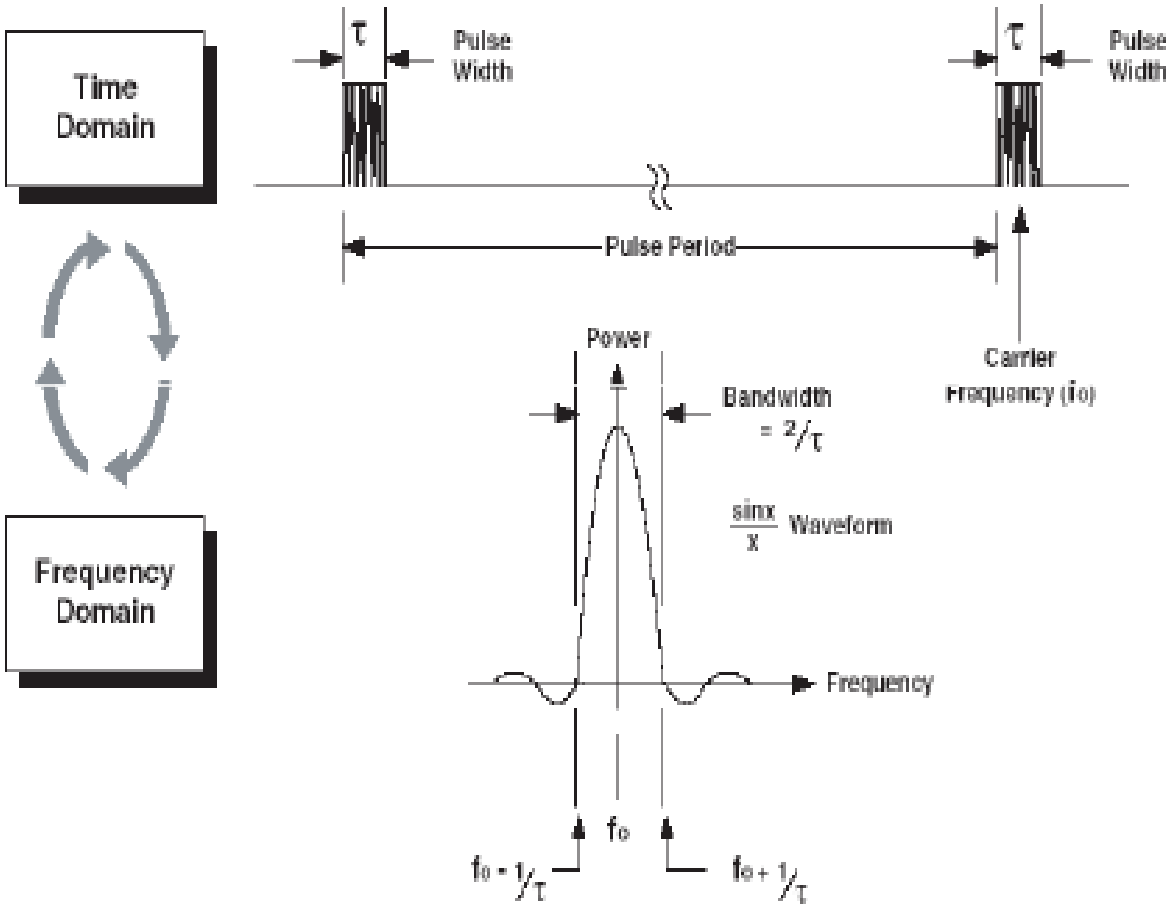 Time
Domain
τ
Pulse
Width
τ
Pulse
Width
Pulse Period
Carrier
Frequency (fo)
Power
Bandwidth
= 2/τ
sinx
x
Waveform
Frequency
Domain
Frequency
fo
fo - 1/τ
fo + 1/τ